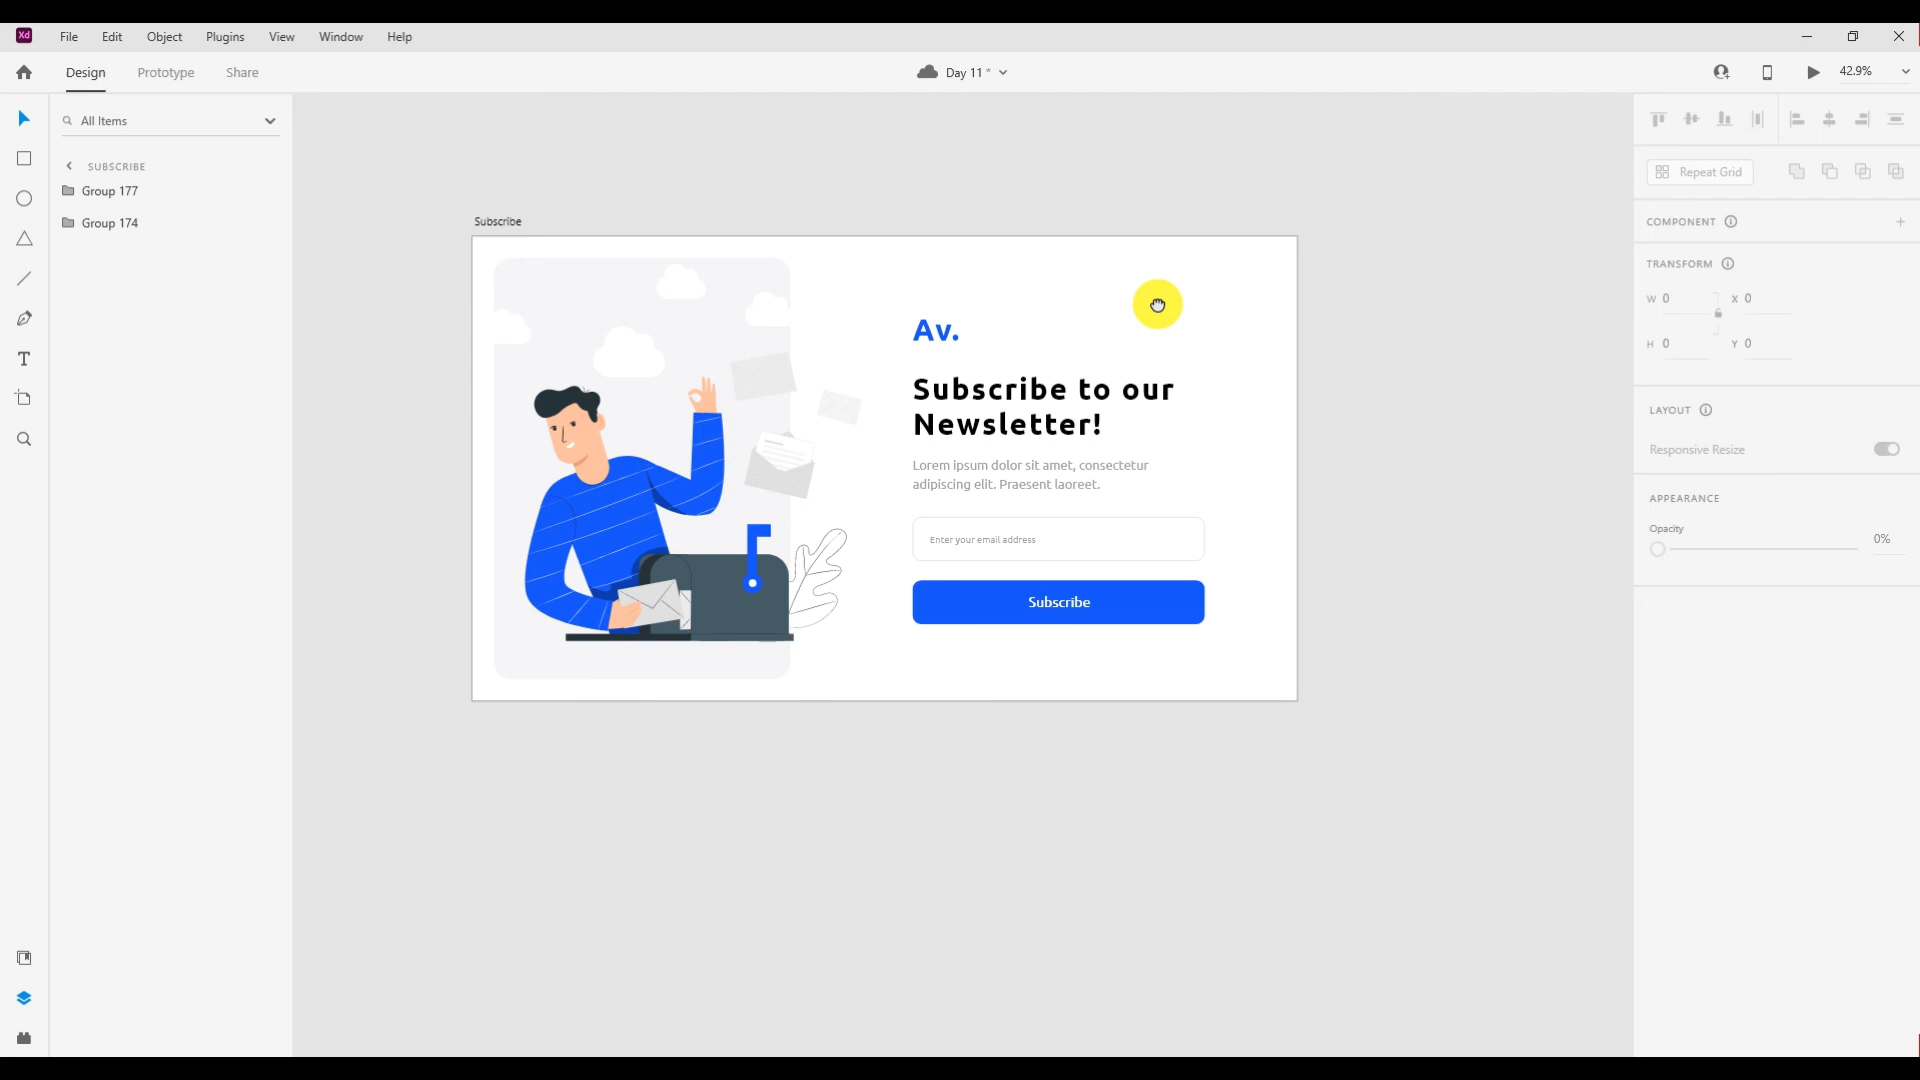 Xd
File Edit Object Plugins View Window Help
Design Prototype Share
Day 11 *
42.9%
All Items
SUBSCRIBE
Group 177
Group 174
Subscribe
Av.
Subscribe to our
Newsletter!
Lorem ipsum dolor sit amet, consectetur
adipiscing elit. Praesent laoreet.
Enter your email address
Subscribe
Repeat Grid
COMPONENT
TRANSFORM
W 0 X 0
H 0 Y 0
LAYOUT
Responsive Resize
APPEARANCE
Opacity
0%